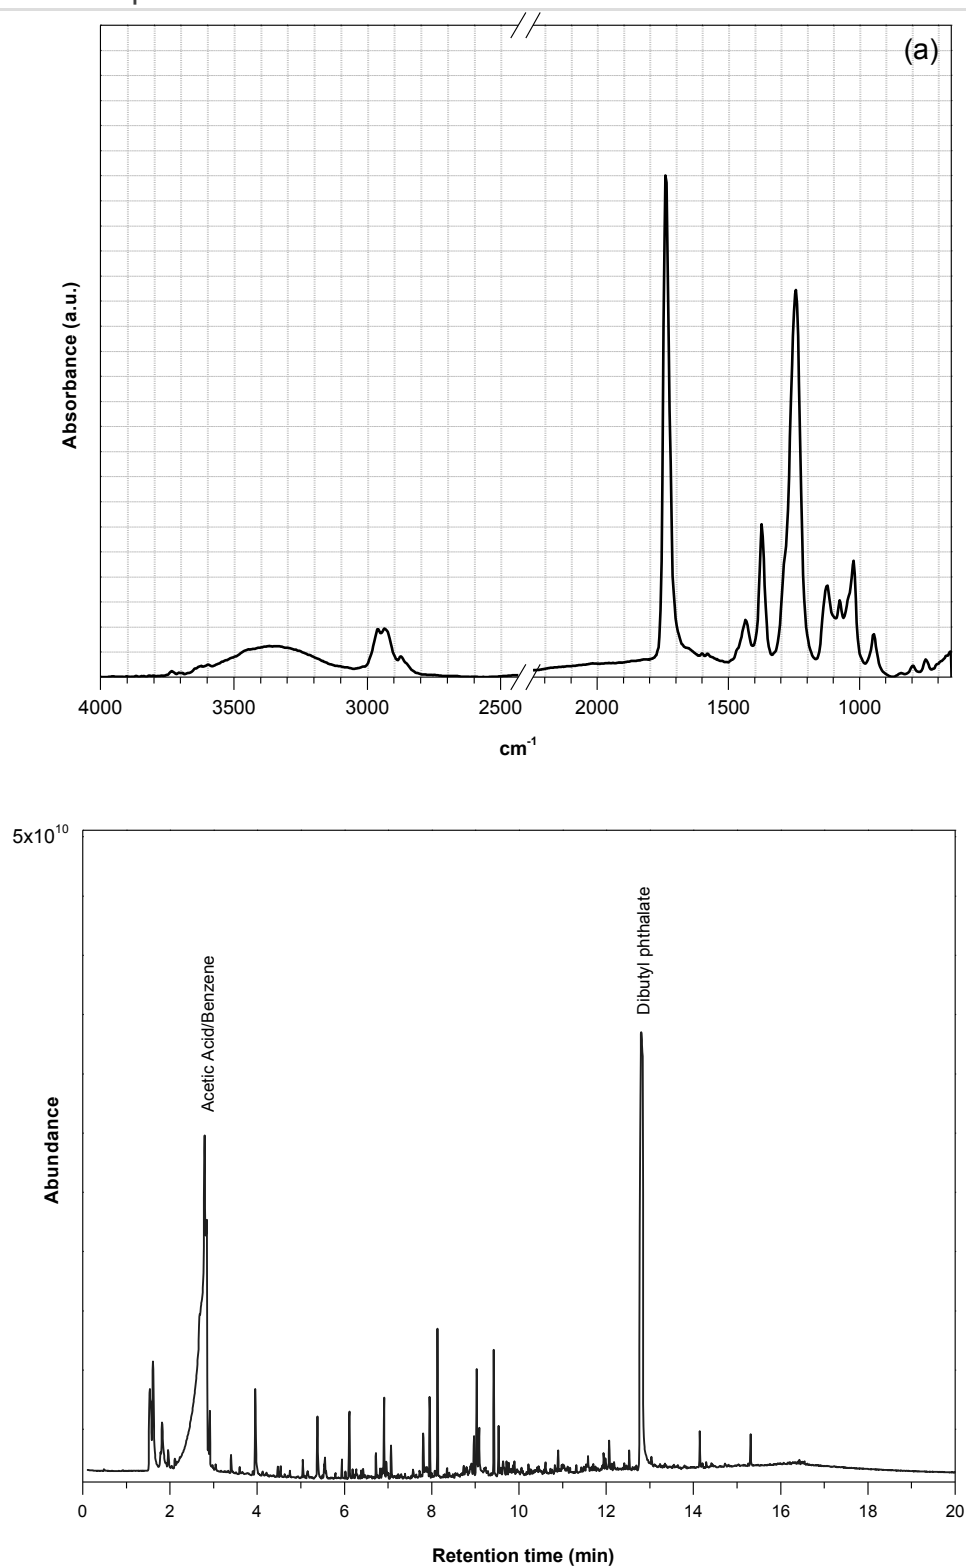 (a)
Absorbance (a.u.)
4000 3500 3000 2500 2000 1500 1000
cm⁻¹
5x10¹⁰
Acetic Acid/Benzene
Dibutyl phthalate
Abundance
0 2 4 6 8 10 12 14 16 18 20
Retention time (min)